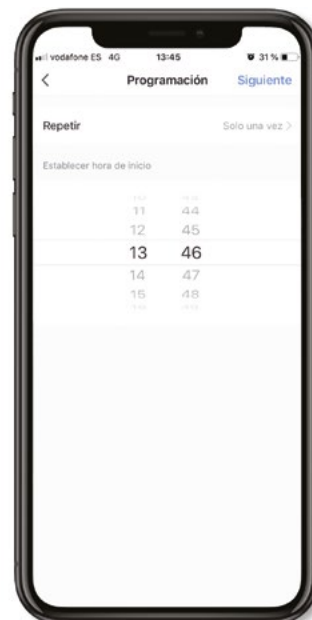 vodafone ES 4G 13:45 31 %
Programación Siguiente
Repetir Solo una vez >
Establecer hora de inicio
11 44
12 45
13 46
14 47
15 48